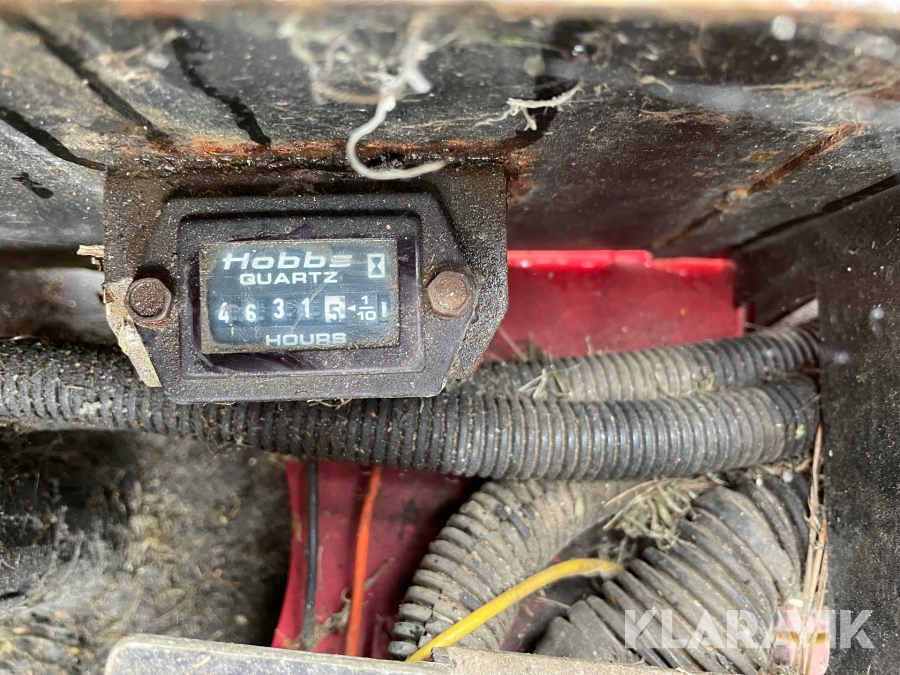 Hobbs
QUARTZ
4 6 3 1 5 1/10
HOURS
KLARAVIK